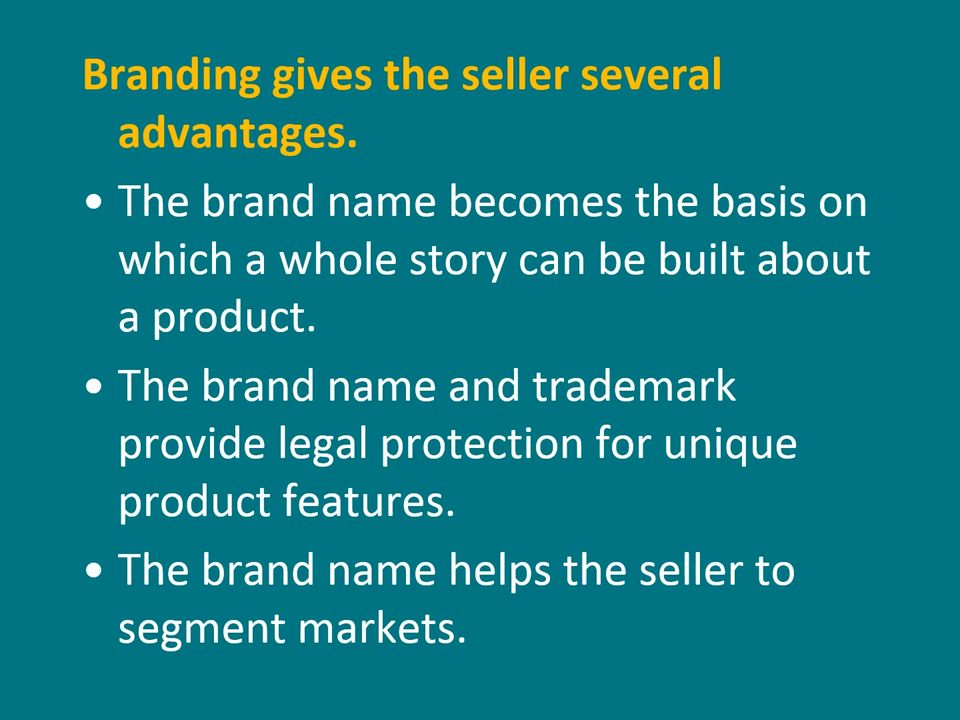 Branding gives the seller several
advantages.
• The brand name becomes the basis on
which a whole story can be built about
a product.
• The brand name and trademark
provide legal protection for unique
product features.
• The brand name helps the seller to
segment markets.